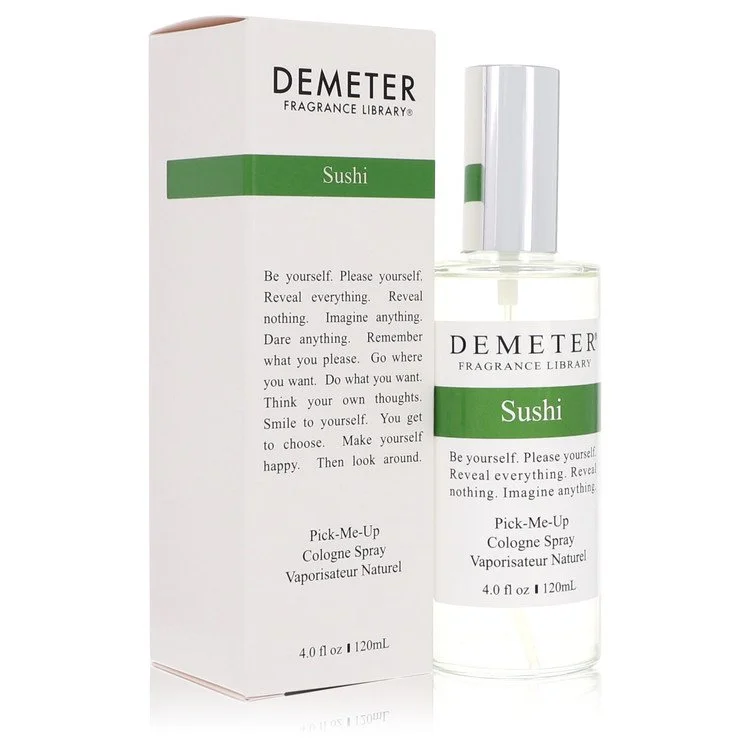 DEMETER
FRAGRANCE LIBRARY®
Sushi
Be yourself. Please yourself.
Reveal everything. Reveal
nothing. Imagine anything.
Dare anything. Remember
what you please. Go where
you want. Do what you want.
Think your own thoughts.
Smile to yourself. You get
to choose. Make yourself
happy. Then look around.
Pick-Me-Up
Cologne Spray
Vaporisateur Naturel
4.0 fl oz 120mL
DEMETER®
FRAGRANCE LIBRARY
Sushi
Be yourself. Please yourself.
Reveal everything. Reveal
nothing. Imagine anything.
Pick-Me-Up
Cologne Spray
Vaporisateur Naturel
4.0 fl oz 120mL